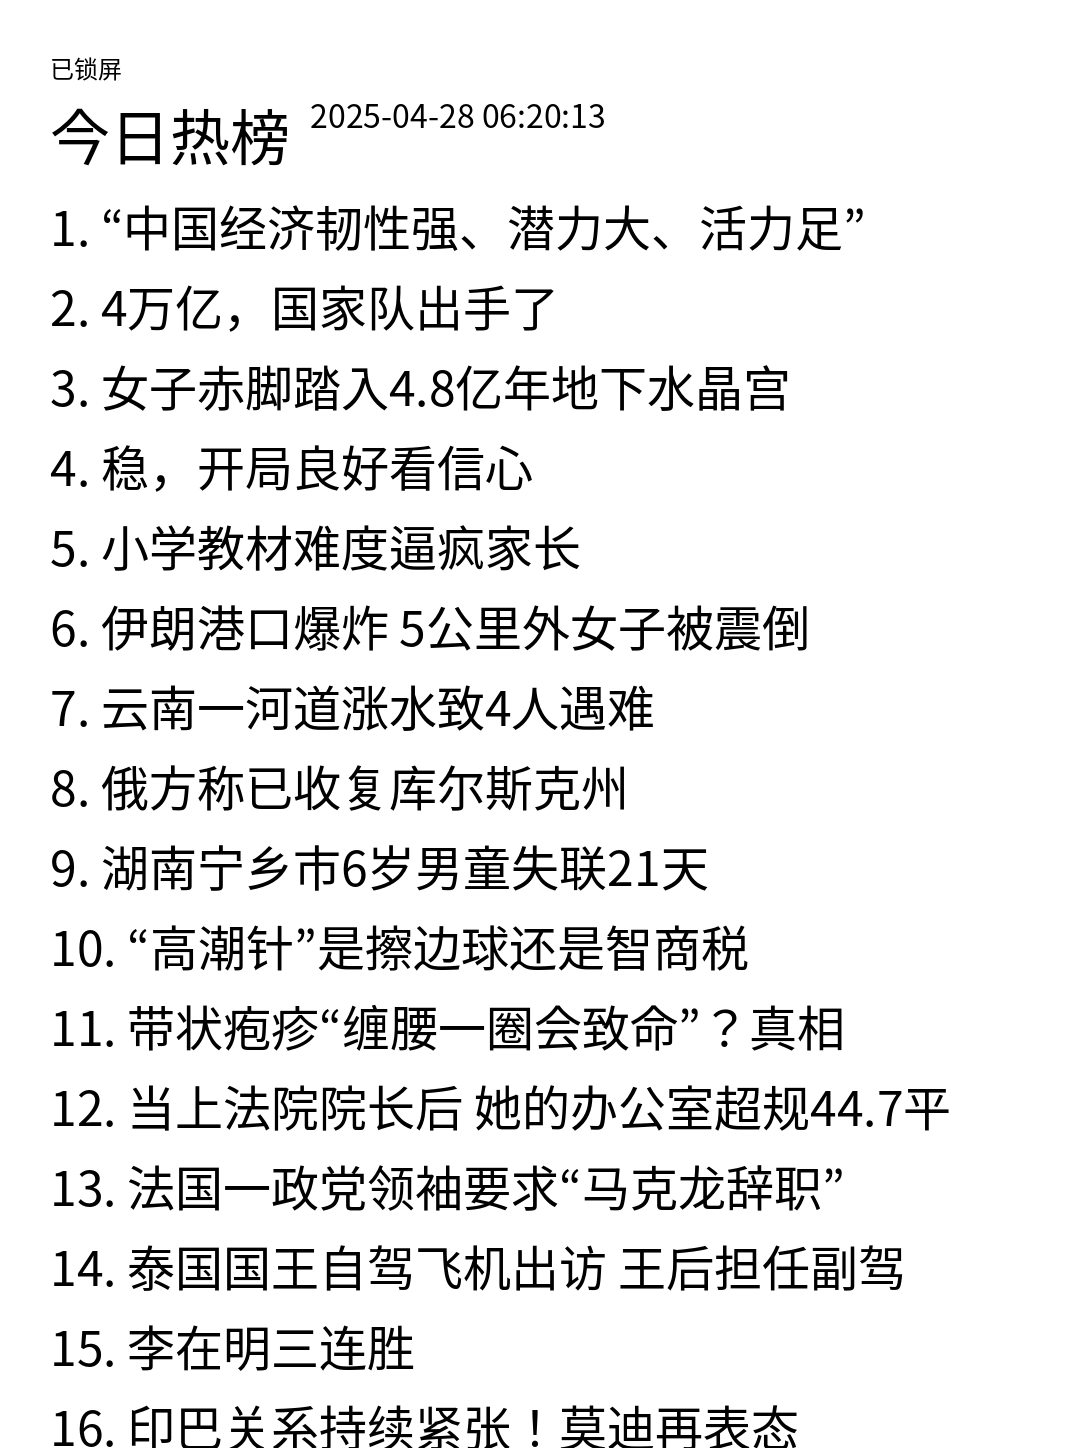 已锁屏
今日热榜 2025-04-28 06:20:13
1. “中国经济韧性强、潜力大、活力足”
2. 4万亿，国家队出手了
3. 女子赤脚踏入4.8亿年地下水晶宫
4. 稳，开局良好看信心
5. 小学教材难度逼疯家长
6. 伊朗港口爆炸 5公里外女子被震倒
7. 云南一河道涨水致4人遇难
8. 俄方称已收复库尔斯克州
9. 湖南宁乡市6岁男童失联21天
10. “高潮针”是擦边球还是智商税
11. 带状疱疹“缠腰一圈会致命”？真相
12. 当上法院院长后 她的办公室超规44.7平
13. 法国一政党领袖要求“马克龙辞职”
14. 泰国国王自驾飞机出访 王后担任副驾
15. 李在明三连胜
16. 印巴关系持续紧张！莫迪再表态